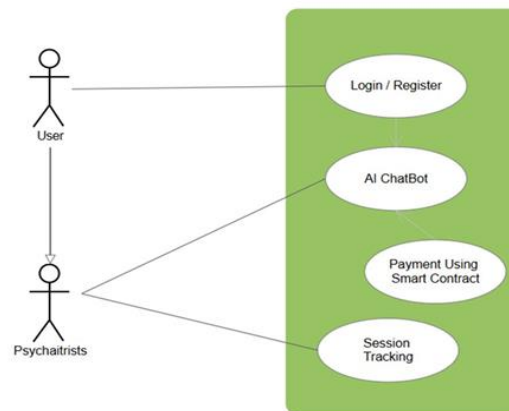 Login / Register
User
AI ChatBot
Payment Using
Smart Contract
Psychaitrists
Session
Tracking